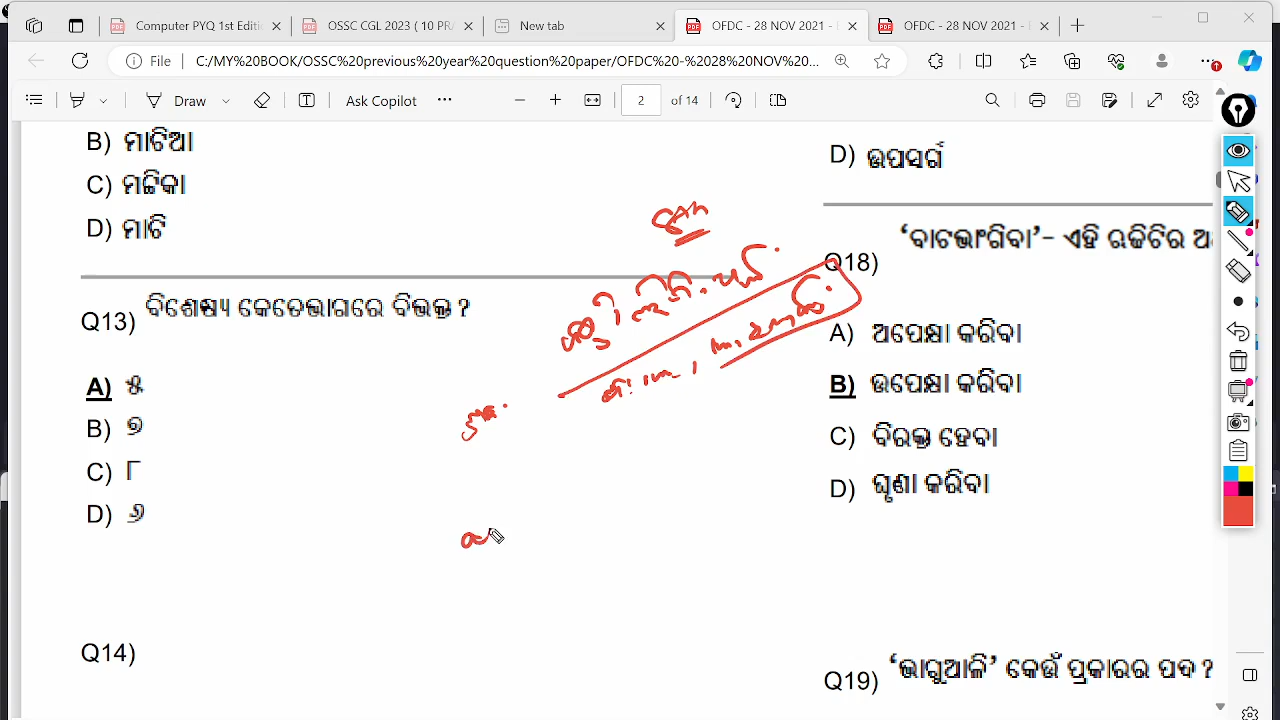 Computer PYQ 1st Editi
OSSC CGL 2023 ( 10 PR
New tab
OFDC - 28 NOV 2021 -
OFDC - 28 NOV 2021 -
File
C:/MY%20BOOK/OSSC%20previous%20year%20question%20paper/OFDC%20-%2028%20NOV%20...
Draw
Ask Copilot
2
of 14
B) ମାଟିଆ
C) ମଟ୍ଟିକା
D) ମାଟି
Q13) ବିଶେଷ୍ୟ କେତେଭାଗରେ ବିଭକ୍ତ ?
A) ୫
B) ୭
C) ୮
D) ୬
Q14)
D) ଉପସର୍ଗ
Q18) ‘ବାଟଭାଂଗିବା’- ଏହି ରୂଢିଟିର ଅ
A) ଅପେକ୍ଷା କରିବା
B) ଉପେକ୍ଷା କରିବା
C) ବିରକ୍ତ ହେବା
D) ଘୃଣା କରିବା
Q19) ‘ଭାଗୁଆଳି’ କେଉଁ ପ୍ରକାରର ପଦ ?